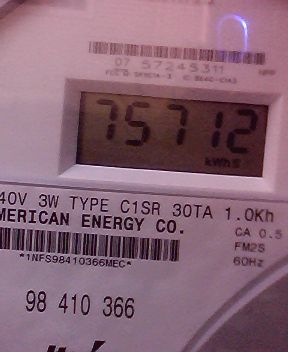 07 57245311
75712
kWhS
40V 3W TYPE C1SR 30TA 1.0Kh
MERICAN ENERGY CO.
CA 0.5
FM2S
*1NFS98410366MEC*
60Hz
98 410 366